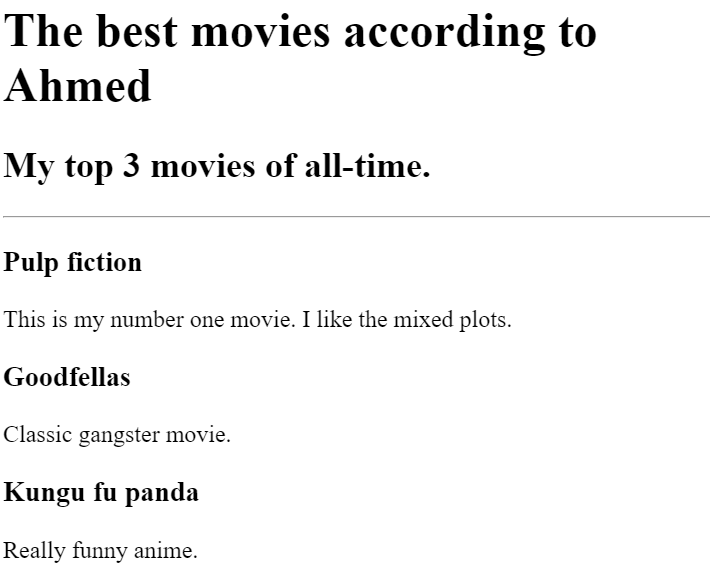 The best movies according to
Ahmed
My top 3 movies of all-time.
Pulp fiction
This is my number one movie. I like the mixed plots.
Goodfellas
Classic gangster movie.
Kungu fu panda
Really funny anime.